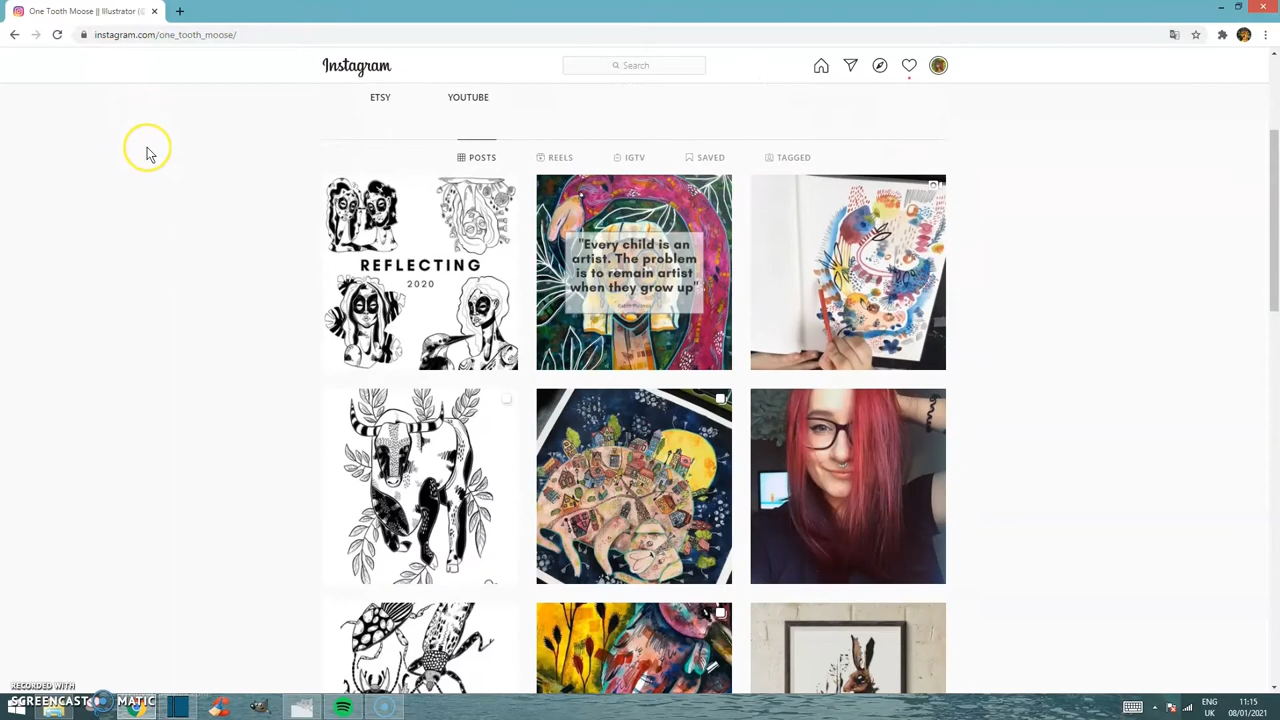 One Tooth Moose || Illustrator (
instagram.com/one_tooth_moose/
Instagram
Search
ETSY YOUTUBE
POSTS REELS IGTV SAVED TAGGED
REFLECTING
2020
"Every child is an
artist. The problem
is to remain artist
when they grow up"
RECORDED WITH
SCREENCAST MATIC
ENG
UK
11:15
08/01/2021